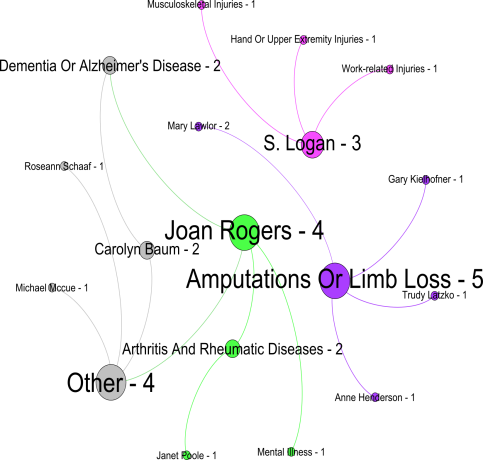 Musculoskeletal Injuries - 1
Hand Or Upper Extremity Injuries - 1
Dementia Or Alzheimer's Disease - 2
Work-related Injuries - 1
Mary Lawlor - 2
S. Logan - 3
Roseann Schaaf - 1
Gary Kielhofner - 1
Joan Rogers - 4
Carolyn Baum - 2
Amputations Or Limb Loss - 5
Michael Mccue - 1
Trudy Latzko - 1
Arthritis And Rheumatic Diseases - 2
Other - 4
Anne Henderson - 1
Janet Poole - 1
Mental Illness - 1